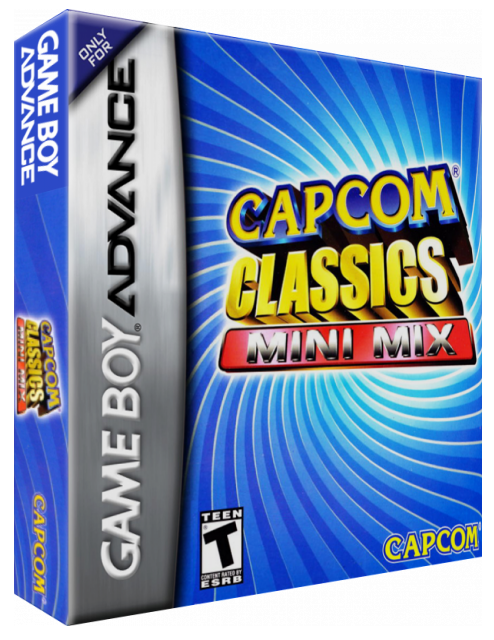 GAME BOY
ADVANCE
CAPCOM
CLASSICS
MINI MIX
CAPCOM
ONLY
FOR
GAME BOY® ADVANCE
CAPCOM®
CLASSICS
MINI MIX
TEEN
T
CONTENT RATED BY
ESRB
CAPCOM